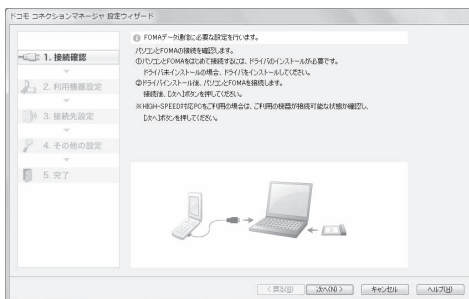 ドコモ コネクションマネージャ 設定ウィザード
1. 接続確認
2. 利用機器設定
3. 接続先設定
4. その他の設定
5. 完了
FOMAデータ通信に必要な設定を行います。
パソコンとFOMAの接続を確認します。
①パソコンとFOMAをはじめて接続するには、ドライバのインストールが必要です。
ドライバ未インストールの場合、ドライバをインストールしてください。
②ドライバインストール後、パソコンとFOMAを接続します。
接続後、[次へ]ボタンを押してください。
※HIGH-SPEED対応PCをご利用の場合は、ご利用の機器が接続可能な状態か確認し、
[次へ]ボタンを押してください。
< 戻る(B)
次へ(N) >
キャンセル
ヘルプ(H)